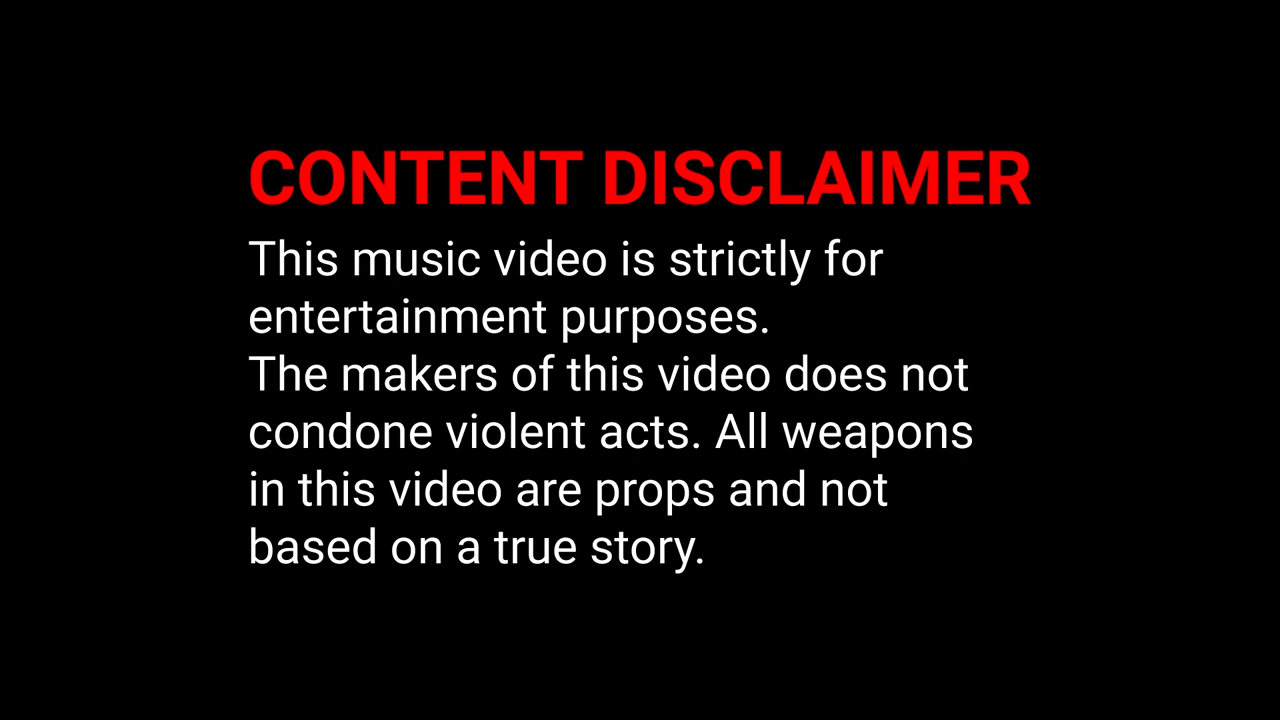 CONTENT DISCLAIMER
This music video is strictly for
entertainment purposes.
The makers of this video does not
condone violent acts. All weapons
in this video are props and not
based on a true story.